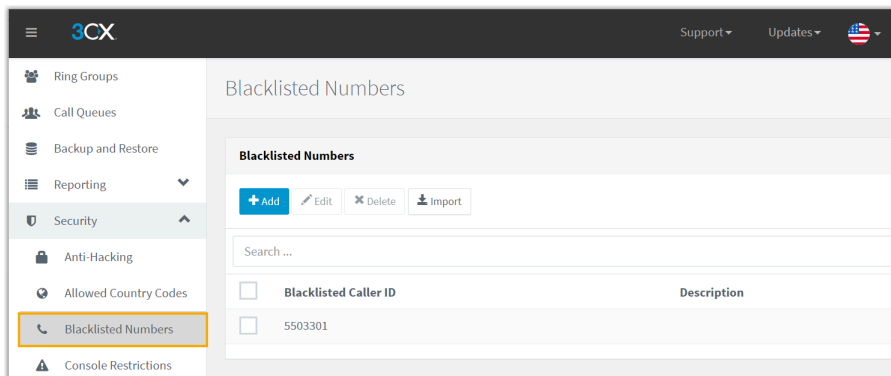 3CX
Support
Updates
Ring Groups
Call Queues
Backup and Restore
Reporting
Security
Anti-Hacking
Allowed Country Codes
Blacklisted Numbers
Console Restrictions
Blacklisted Numbers
Blacklisted Numbers
Add Edit Delete Import
Search ...
Blacklisted Caller ID Description
5503301